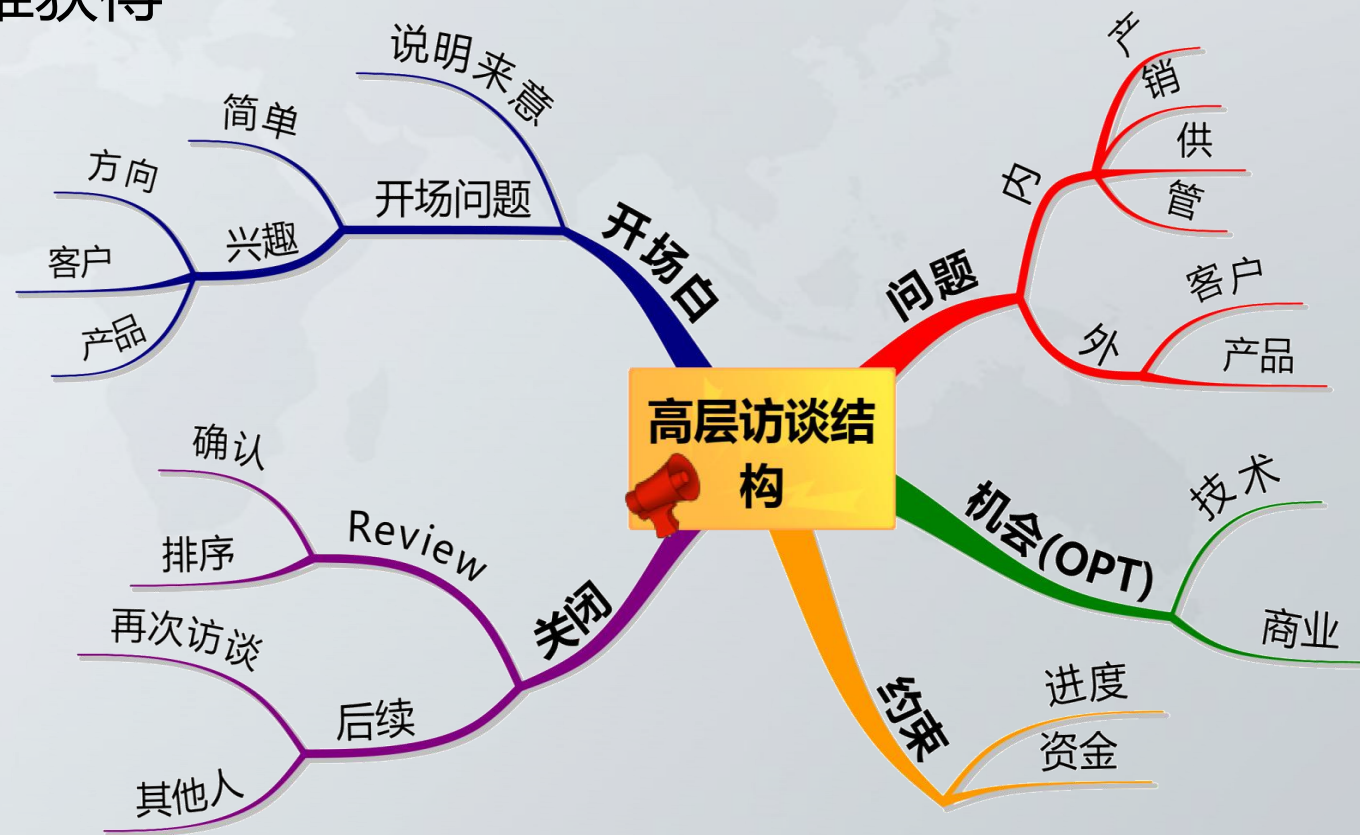 准获得
高层访谈结
构
开场白
说明来意
开场问题
简单
兴趣
方向
客户
产品
问题
内
产
销
供
管
外
客户
产品
机会(OPT)
技术
商业
约束
进度
资金
关闭
Review
确认
排序
后续
再次访谈
其他人